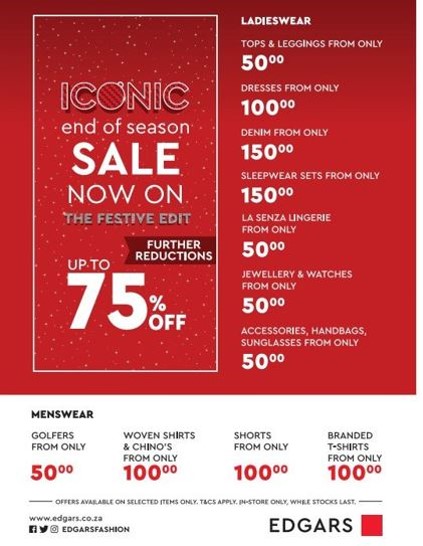 ICONIC
end of season
SALE
NOW ON
THE FESTIVE EDIT
FURTHER
REDUCTIONS
UP TO
75% OFF
LADIESWEAR
TOPS & LEGGINGS FROM ONLY
50⁰⁰
DRESSES FROM ONLY
100⁰⁰
DENIM FROM ONLY
150⁰⁰
SLEEPWEAR SETS FROM ONLY
150⁰⁰
LA SENZA LINGERIE
FROM ONLY
50⁰⁰
JEWELLERY & WATCHES
FROM ONLY
50⁰⁰
ACCESSORIES, HANDBAGS,
SUNGLASSES FROM ONLY
50⁰⁰
MENSWEAR
GOLFERS
FROM ONLY
50⁰⁰
WOVEN SHIRTS
& CHINO'S
FROM ONLY
100⁰⁰
SHORTS
FROM ONLY
100⁰⁰
BRANDED
T-SHIRTS
FROM ONLY
100⁰⁰
OFFERS AVAILABLE ON SELECTED ITEMS ONLY. T&CS APPLY. IN-STORE ONLY, WHILE STOCKS LAST.
www.edgars.co.za
EDGARSFASHION
EDGARS